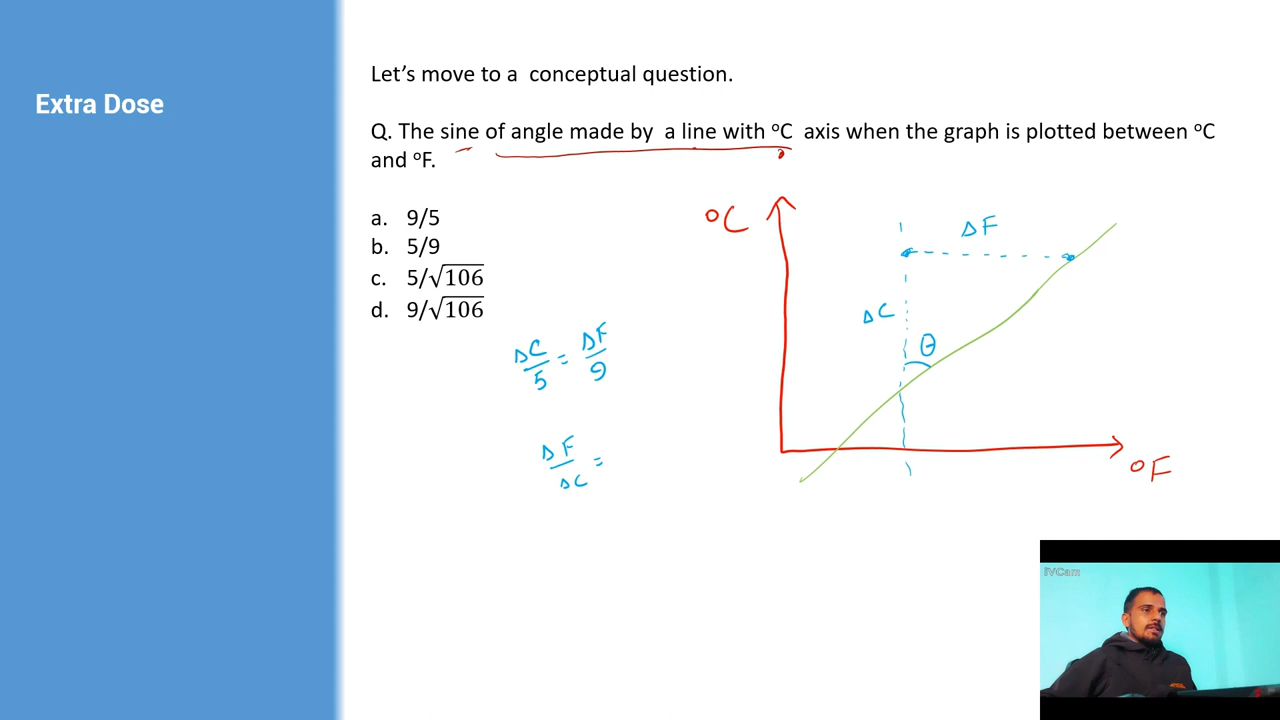 Extra Dose
Let's move to a  conceptual question.
Q. The sine of angle made by  a line with °C  axis when the graph is plotted between °C
and °F.
a. 9/5
b. 5/9
c. 5/√106
d. 9/√106
°C
ΔF
ΔC
θ
ΔC/5 = ΔF/9
ΔF/ΔC =
°F
iVCam